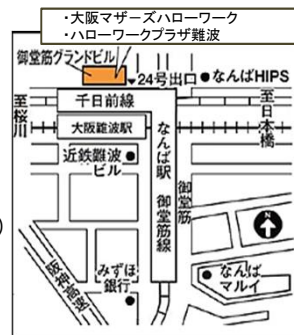 ・大阪マザーズハローワーク
・ハローワークプラザ難波
御堂筋グランドビル
24号出口
なんばHIPS
至桜川
千日前線
至日本橋
大阪難波駅
近鉄難波
ビル
なんば駅 御堂筋線
御堂筋
みずほ
銀行
なんば
マルイ
阪神高速
N
)